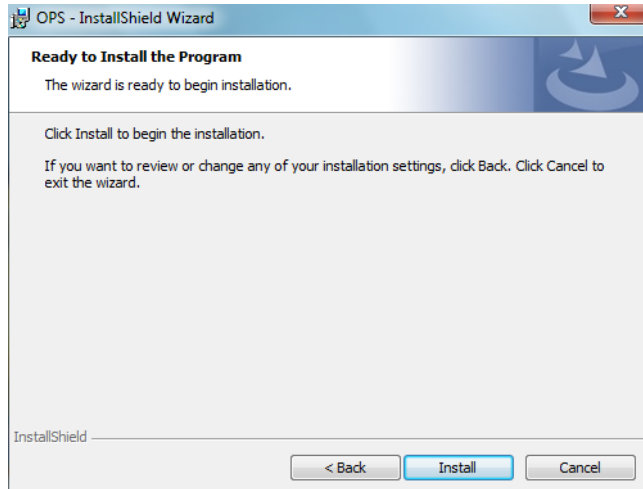 OPS - InstallShield Wizard
Ready to Install the Program
The wizard is ready to begin installation.
Click Install to begin the installation.
If you want to review or change any of your installation settings, click Back. Click Cancel to
exit the wizard.
InstallShield
< Back Install Cancel